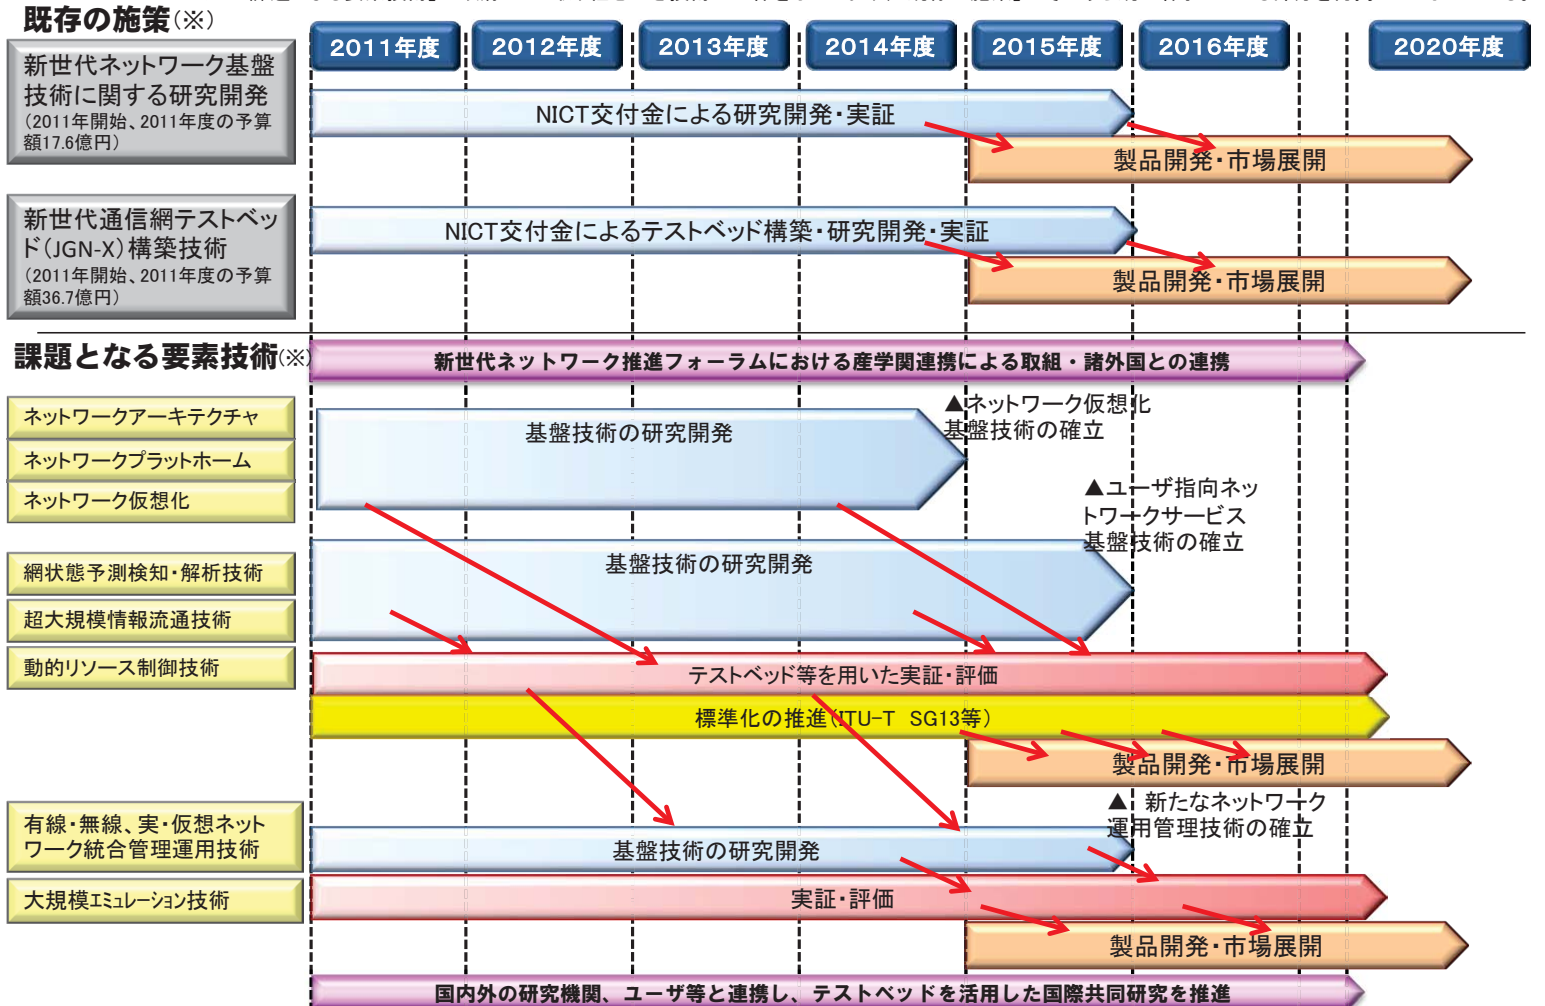 既存の施策(※)
2011年度
2012年度
2013年度
2014年度
2015年度
2016年度
2020年度
新世代ネットワーク基盤
技術に関する研究開発
(2011年開始、2011年度の予算
額17.6億円)
NICT交付金による研究開発・実証
製品開発・市場展開
新世代通信網テストベッ
ド(JGN-X)構築技術
(2011年開始、2011年度の予算
額36.7億円)
NICT交付金によるテストベッド構築・研究開発・実証
製品開発・市場展開
課題となる要素技術(※)
新世代ネットワーク推進フォーラムにおける産学関連携による取組・諸外国との連携
ネットワークアーキテクチャ
ネットワークプラットホーム
ネットワーク仮想化
基盤技術の研究開発
▲ネットワーク仮想化
基盤技術の確立
▲ユーザ指向ネッ
トワークサービス
基盤技術の確立
網状態予測検知・解析技術
超大規模情報流通技術
動的リソース制御技術
基盤技術の研究開発
テストベッド等を用いた実証・評価
標準化の推進(ITU-T SG13等)
製品開発・市場展開
▲ 新たなネットワーク
運用管理技術の確立
有線・無線、実・仮想ネット
ワーク統合管理運用技術
基盤技術の研究開発
大規模エミュレーション技術
実証・評価
製品開発・市場展開
国内外の研究機関、ユーザ等と連携し、テストベッドを活用した国際共同研究を推進